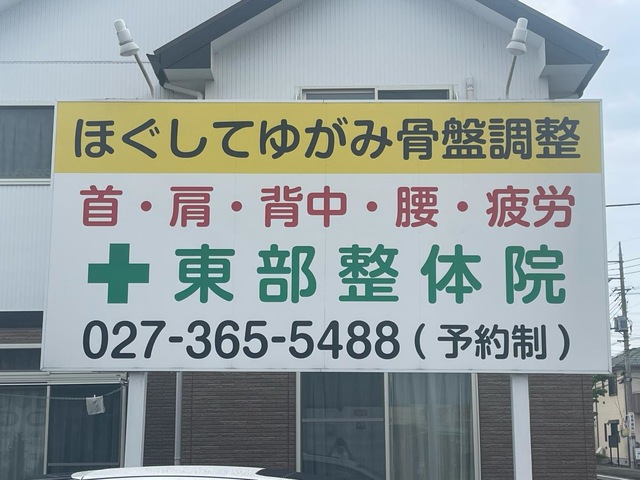 ほぐしてゆがみ骨盤調整
首・肩・背中・腰・疲労
東部整体院
027-365-5488(予約制)